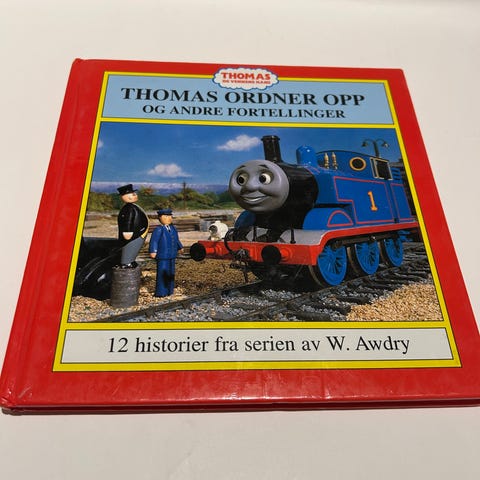 THOMAS
OG VENNENE HANS
THOMAS ORDNER OPP
OG ANDRE FORTELLINGER
1
12 historier fra serien av W. Awdry